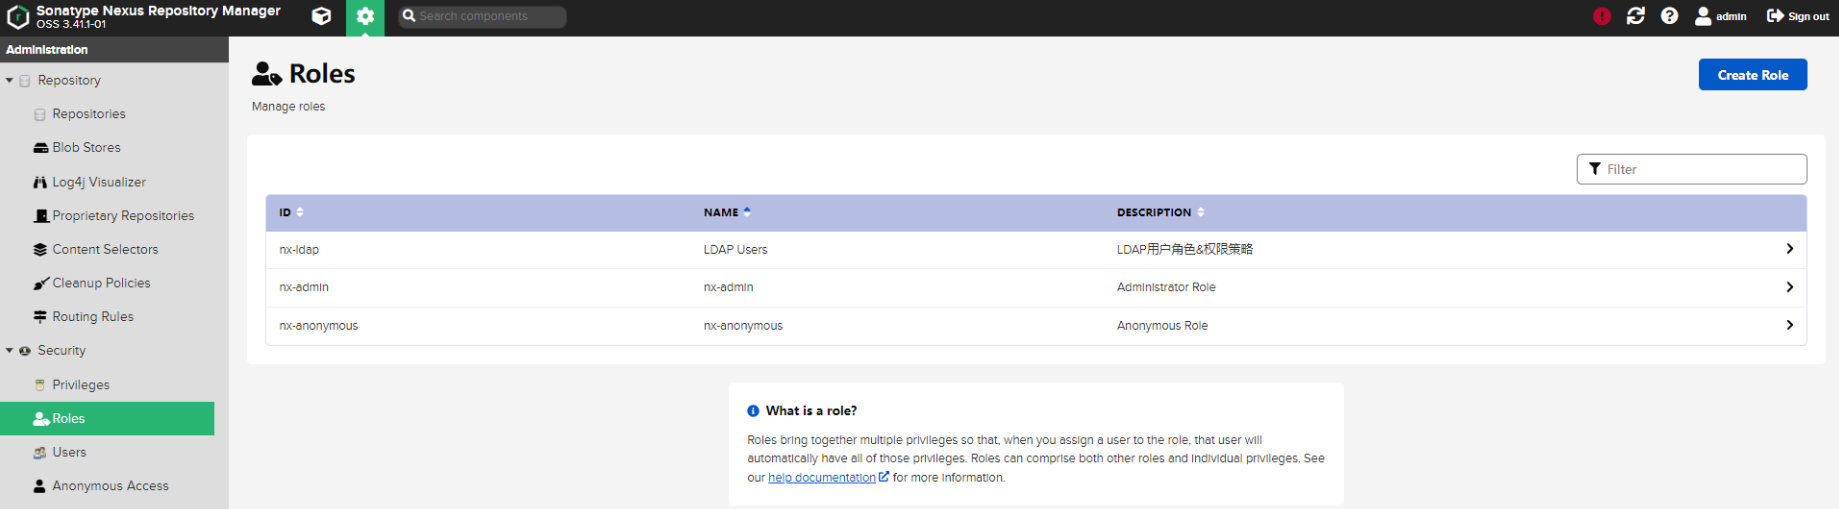 Sonatype Nexus Repository Manager
OSS 3.41.1-01
Search components
admin
Sign out
Administration
Repository
Repositories
Blob Stores
Log4j Visualizer
Proprietary Repositories
Content Selectors
Cleanup Policies
Routing Rules
Security
Privileges
Roles
Users
Anonymous Access
Roles
Manage roles
Create Role
Filter
ID NAME DESCRIPTION
nx-ldap LDAP Users LDAP用户角色&权限策略
nx-admin nx-admin Administrator Role
nx-anonymous nx-anonymous Anonymous Role
What is a role?
Roles bring together multiple privileges so that, when you assign a user to the role, that user will
automatically have all of those privileges. Roles can comprise both other roles and individual privileges. See
our help documentation for more information.